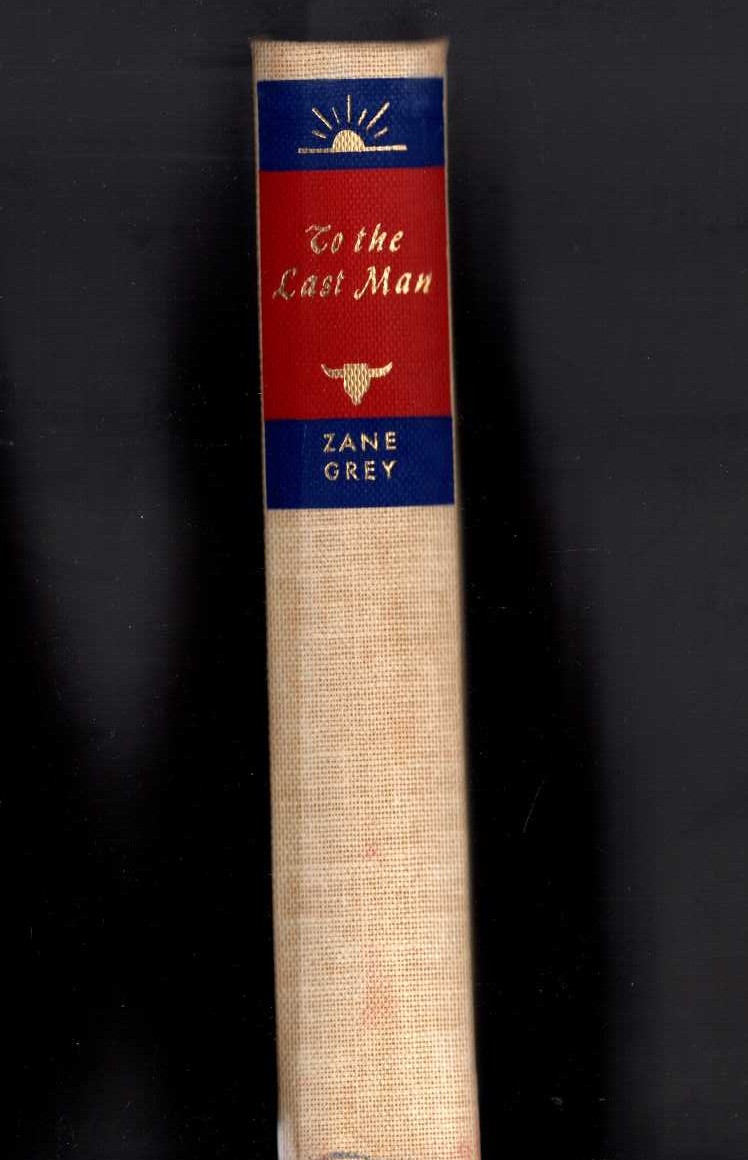 To the
Last Man
ZANE
GREY